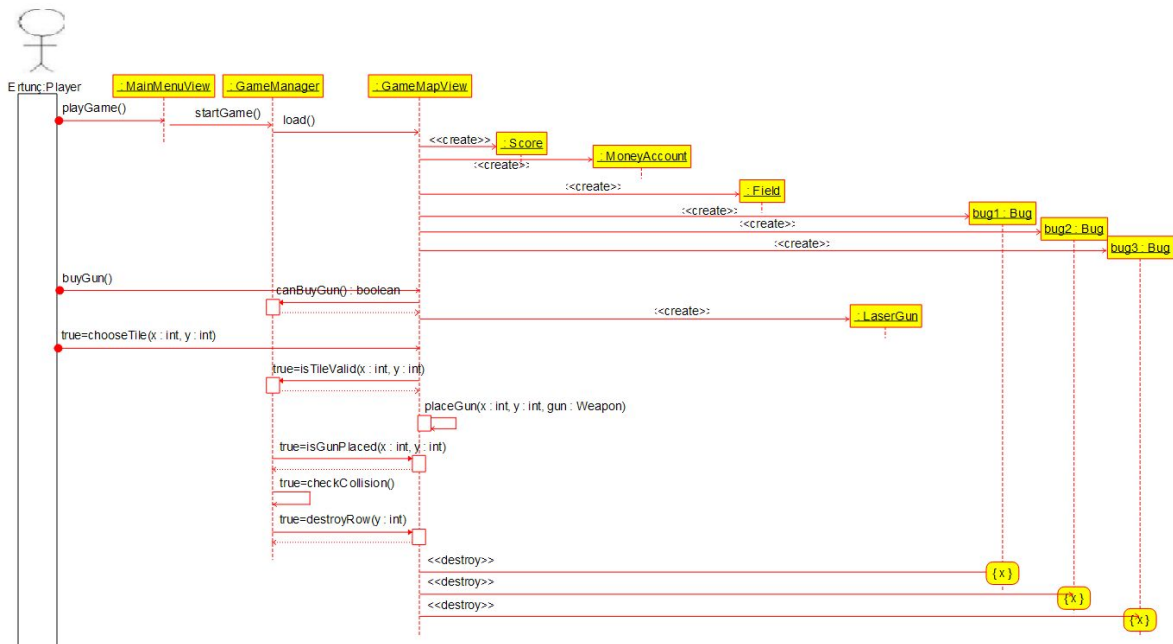 Ertunç:Player
: MainMenuView
: GameManager
: GameMapView
playGame()
startGame()
load()
<<create>>
: Score
:<create>:
: MoneyAccount
:<create>:
: Field
:<create>:
bug1 : Bug
:<create>:
bug2 : Bug
:<create>:
bug3 : Bug
buyGun()
canBuyGun() : boolean
:<create>:
: LaserGun
true=chooseTile(x : int, y : int)
true=isTileValid(x : int, y : int)
placeGun(x : int, y : int, gun : Weapon)
true=isGunPlaced(x : int, y : int)
true=checkCollision()
true=destroyRow(y : int)
<<destroy>>
{ x }
<<destroy>>
{ x }
<<destroy>>
{ x }